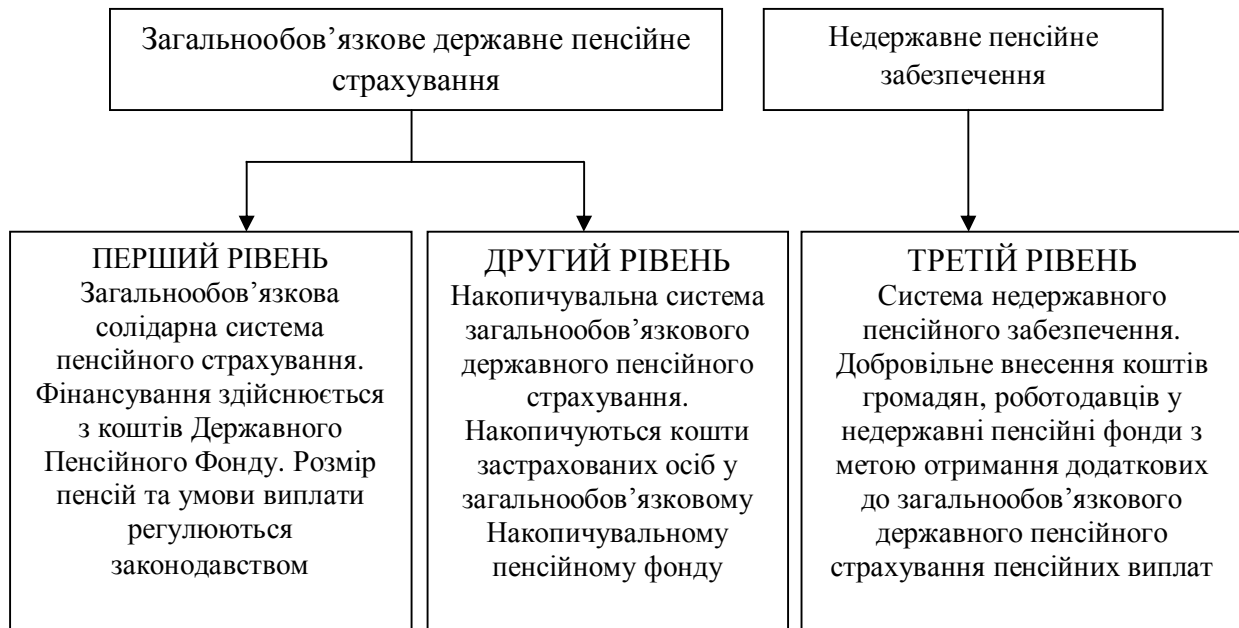 Загальнообов’язкове державне пенсійне
страхування
Недержавне пенсійне
забезпечення
ПЕРШИЙ РІВЕНЬ
Загальнообов’язкова
солідарна система
пенсійного страхування.
Фінансування здійснюється
з коштів Державного
Пенсійного Фонду. Розмір
пенсій та умови виплати
регулюються
законодавством
ДРУГИЙ РІВЕНЬ
Накопичувальна система
загальнообов’язкового
державного пенсійного
страхування.
Накопичуються кошти
застрахованих осіб у
загальнообов’язковому
Накопичувальному
пенсійному фонду
ТРЕТІЙ РІВЕНЬ
Система недержавного
пенсійного забезпечення.
Добровільне внесення коштів
громадян, роботодавців у
недержавні пенсійні фонди з
метою отримання додаткових
до загальнообов’язкового
державного пенсійного
страхування пенсійних виплат